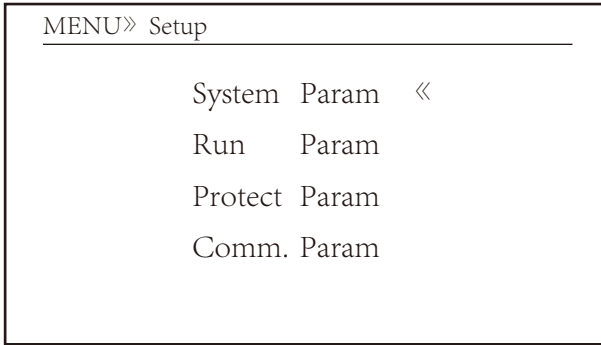 MENU» Setup
System Param «
Run Param
Protect Param
Comm. Param